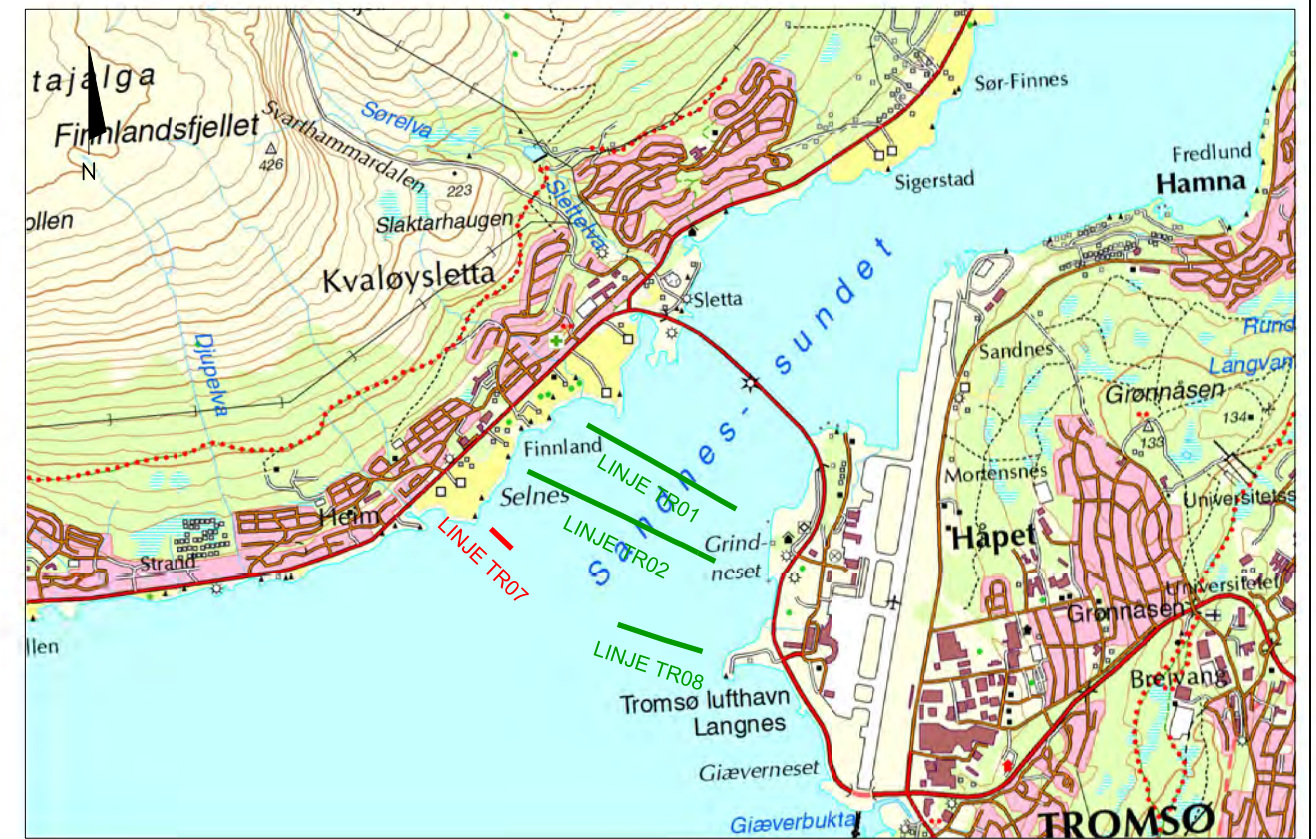 tajálga
Finnlandsfjellet
426
N
Svarthammardalen
Sørelva
223
ollen
Slaktarhaugen
Slettelva
Kvaløysletta
Sletta
Djupelva
Sør-Finnes
Sigerstad
Fredlund
Hamna
Sandnes-
sundet
Sandnes
Rund
Langvan
Grønnåsen
134
133
Mortensnes
Universitetss
Håpet
Finnland
LINJE TR01
Selnes
LINJE TR02
Grind-
neset
Heim
LINJE TR07
Strand
Universitetet
Grønnåsen
llen
LINJE TR08
Breivang
Tromsø lufthavn
Langnes
Giæverneset
Giæverbukta
TROMSØ